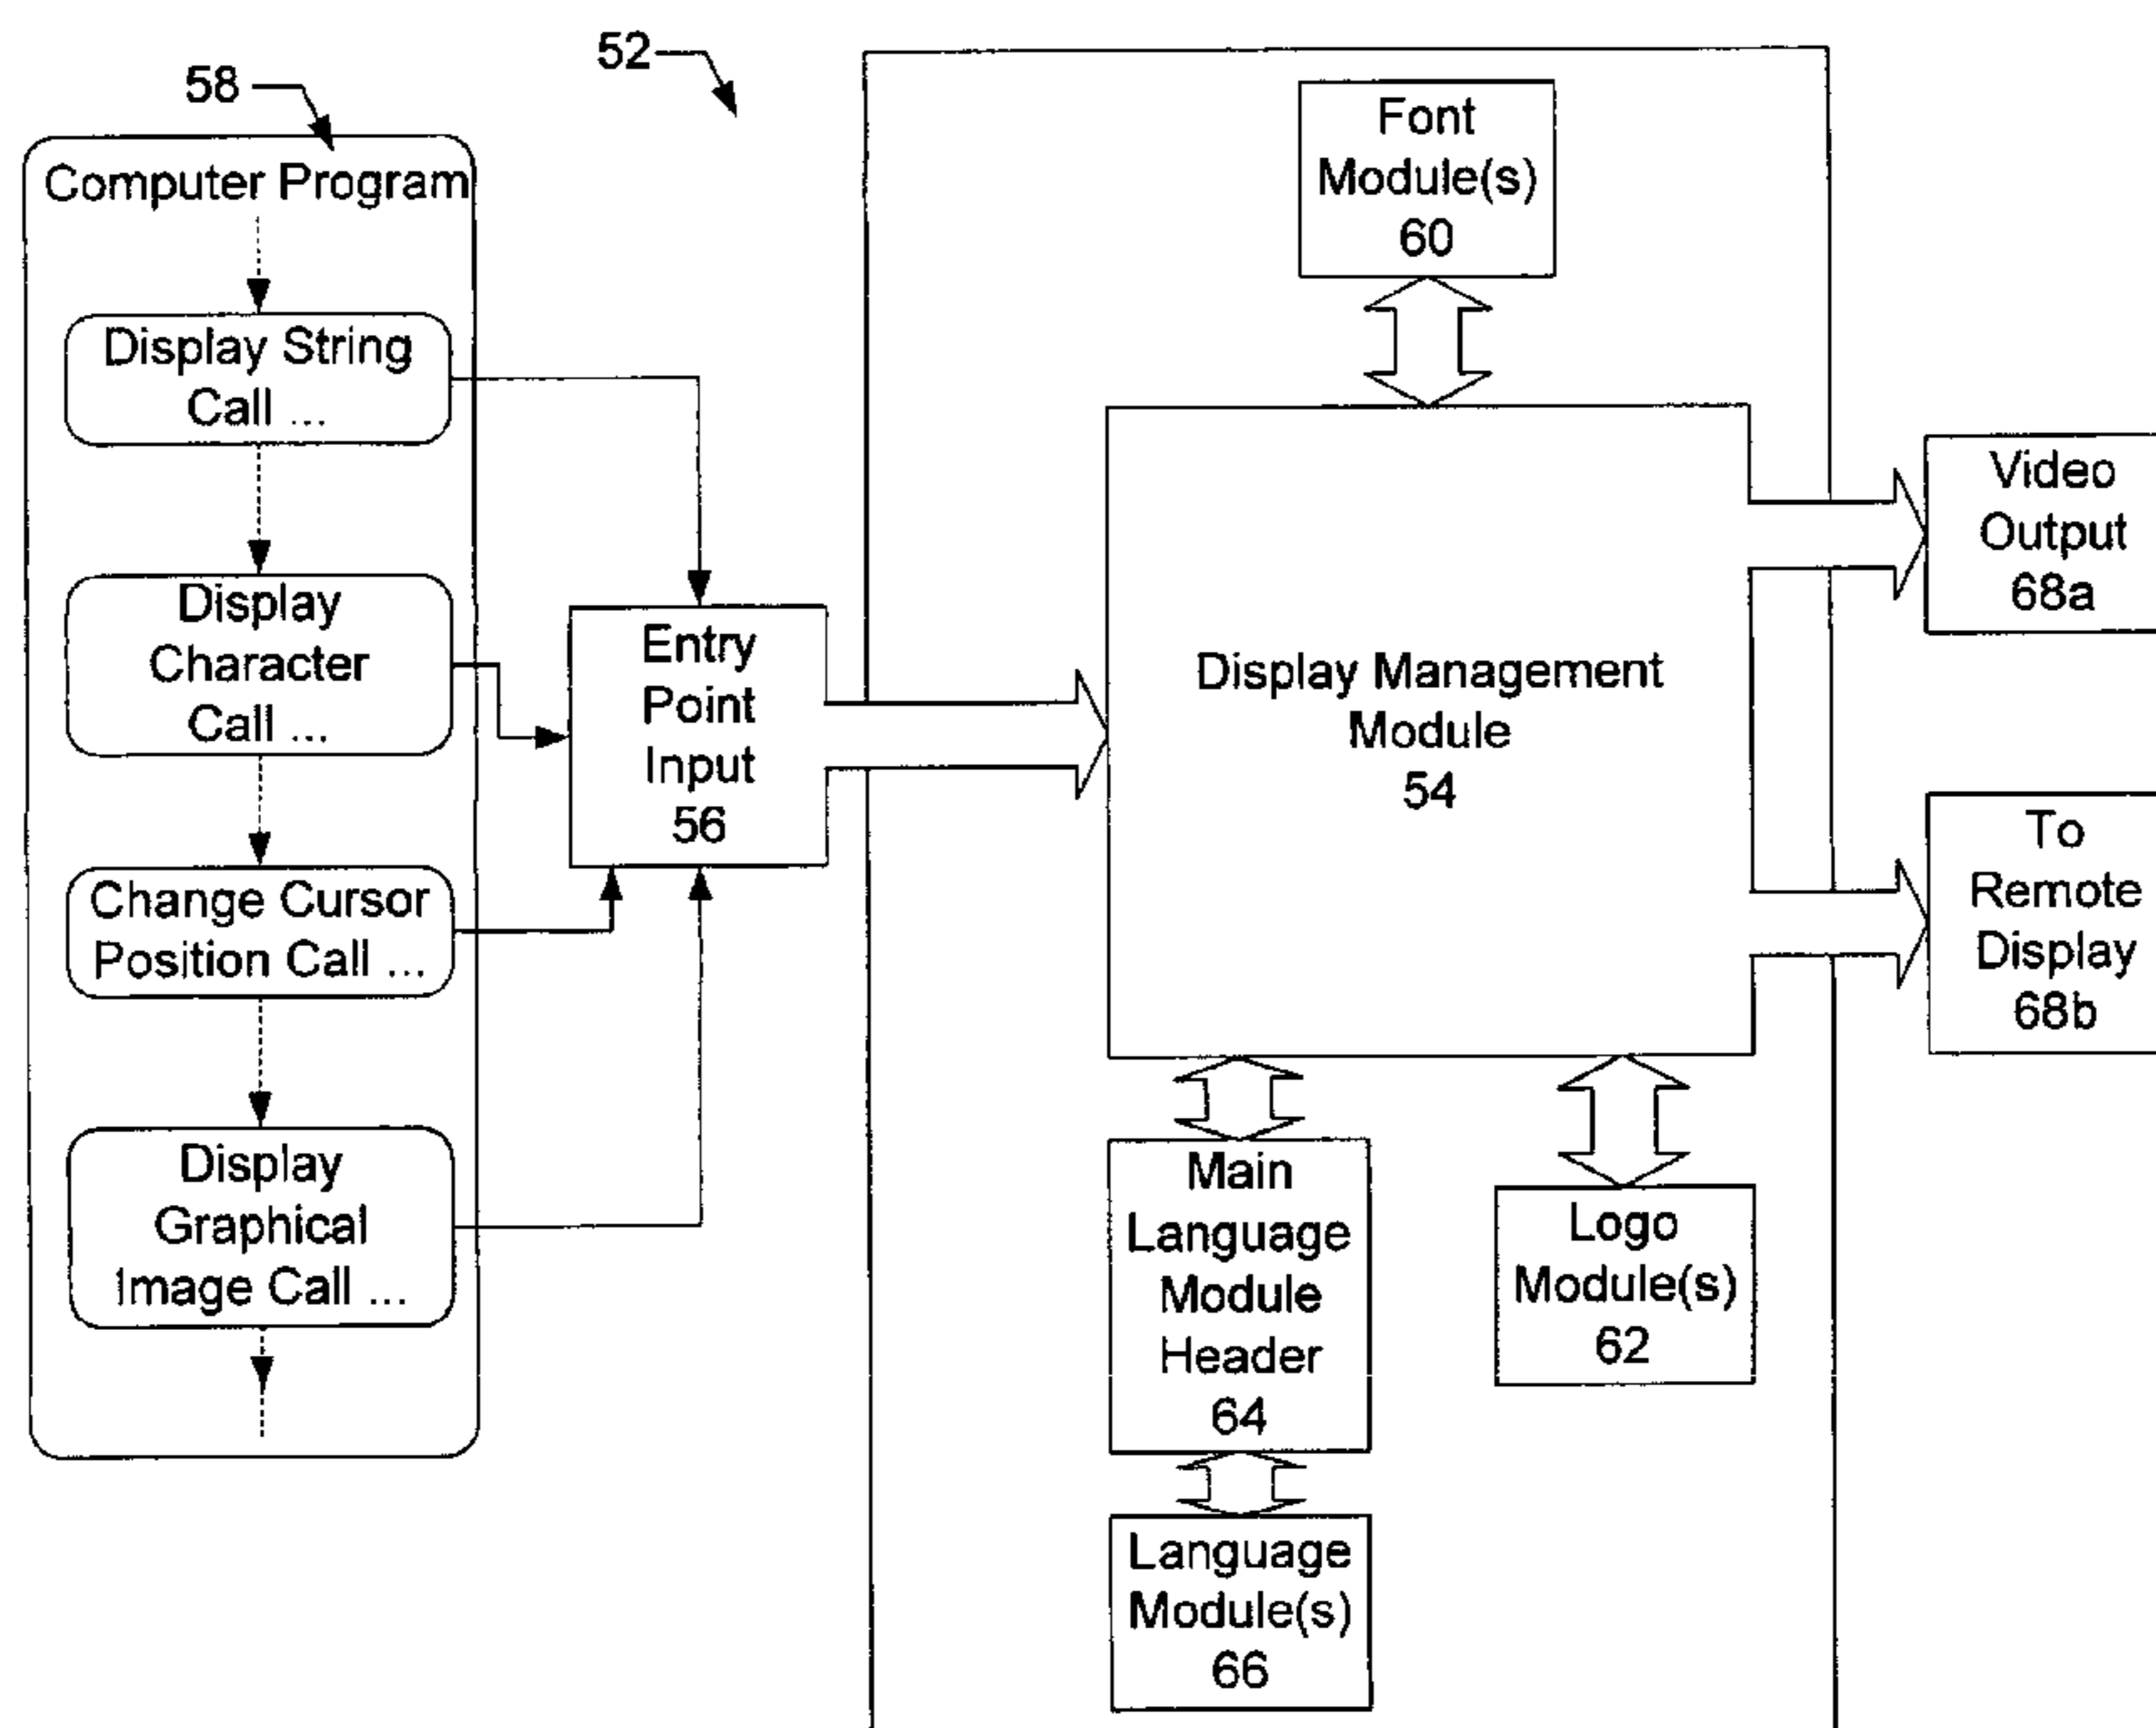 52
58
Computer Program
Display String
Call ...
Display
Character
Call ...
Change Cursor
Position Call ...
Display
Graphical
Image Call ...
Entry
Point
Input
56
Font
Module(s)
60
Display Management
Module
54
Video
Output
68a
To
Remote
Display
68b
Main
Language
Module
Header
64
Logo
Module(s)
62
Language
Module(s)
66